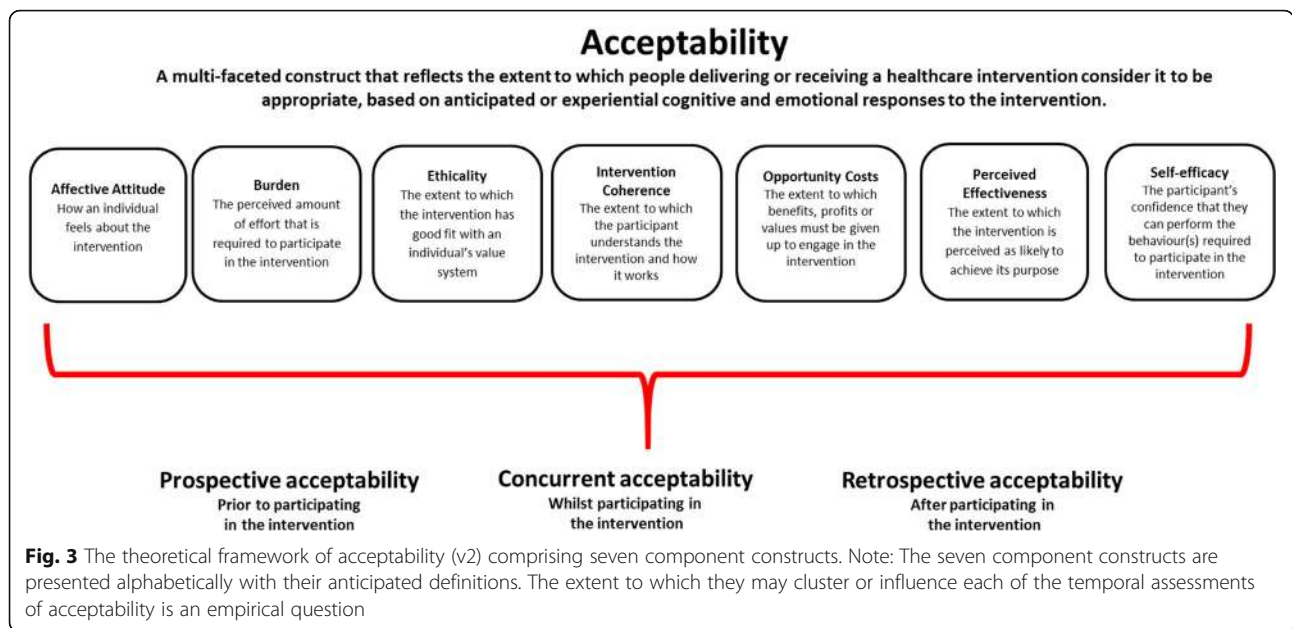 Acceptability
A multi-faceted construct that reflects the extent to which people delivering or receiving a healthcare intervention consider it to be
appropriate, based on anticipated or experiential cognitive and emotional responses to the intervention.
Affective Attitude
How an individual
feels about the
intervention
Burden
The perceived amount
of effort that is
required to participate
in the intervention
Ethicality
The extent to which
the intervention has
good fit with an
individual's value
system
Intervention
Coherence
The extent to which
the participant
understands the
intervention and how
it works
Opportunity Costs
The extent to which
benefits, profits or
values must be given
up to engage in the
intervention
Perceived
Effectiveness
The extent to which
the intervention is
perceived as likely to
achieve its purpose
Self-efficacy
The participant's
confidence that they
can perform the
behaviour(s) required
to participate in the
intervention
Prospective acceptability
Prior to participating
in the intervention
Concurrent acceptability
Whilst participating in
the intervention
Retrospective acceptability
After participating in
the intervention
Fig. 3 The theoretical framework of acceptability (v2) comprising seven component constructs. Note: The seven component constructs are
presented alphabetically with their anticipated definitions. The extent to which they may cluster or influence each of the temporal assessments
of acceptability is an empirical question